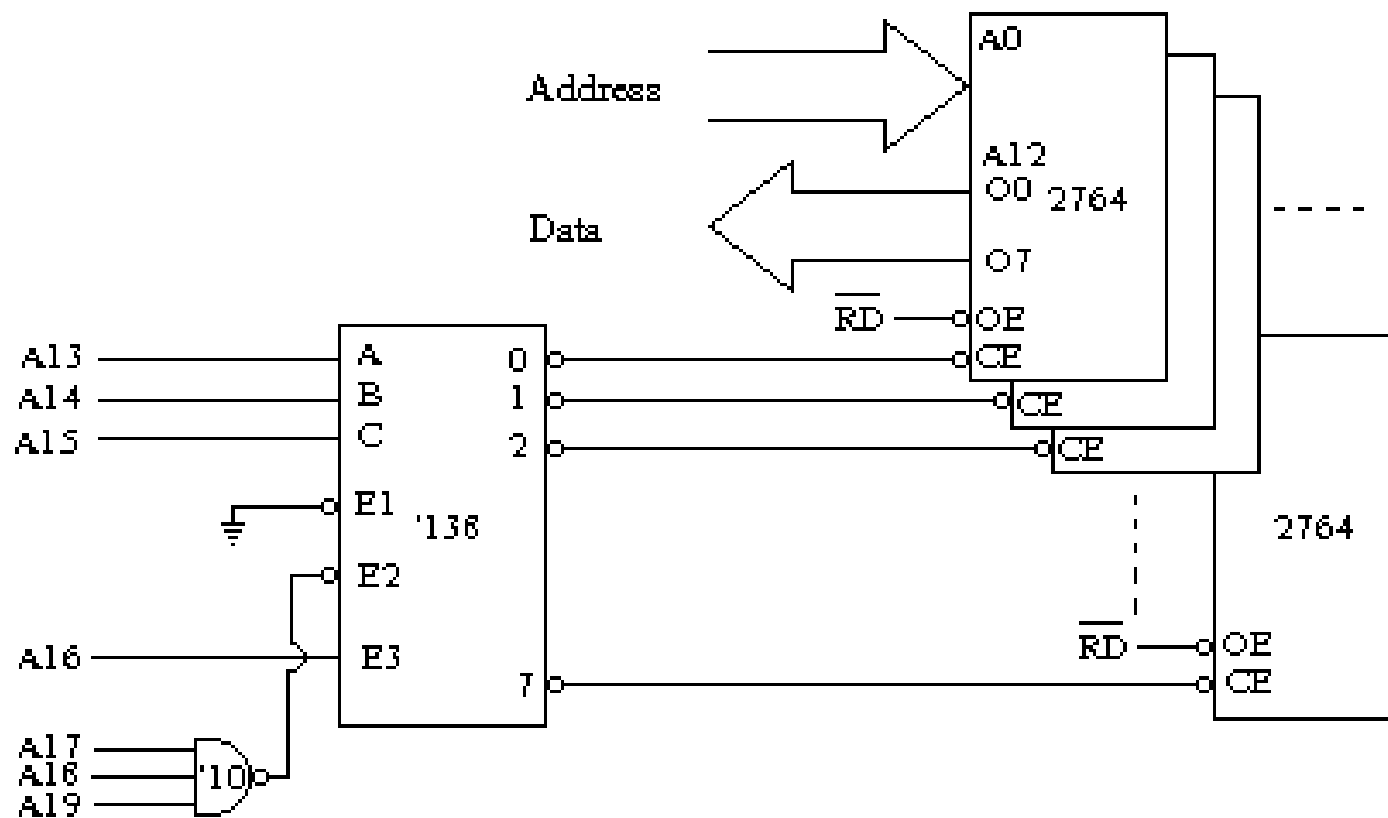 A0
Address
A12
O0
2764
Data
O7
RD
OE
A13
A
0
CE
A14
B
1
CE
A15
C
2
CE
E1
'138
2764
E2
RD
OE
A16
E3
7
CE
A17
A18
'10
A19